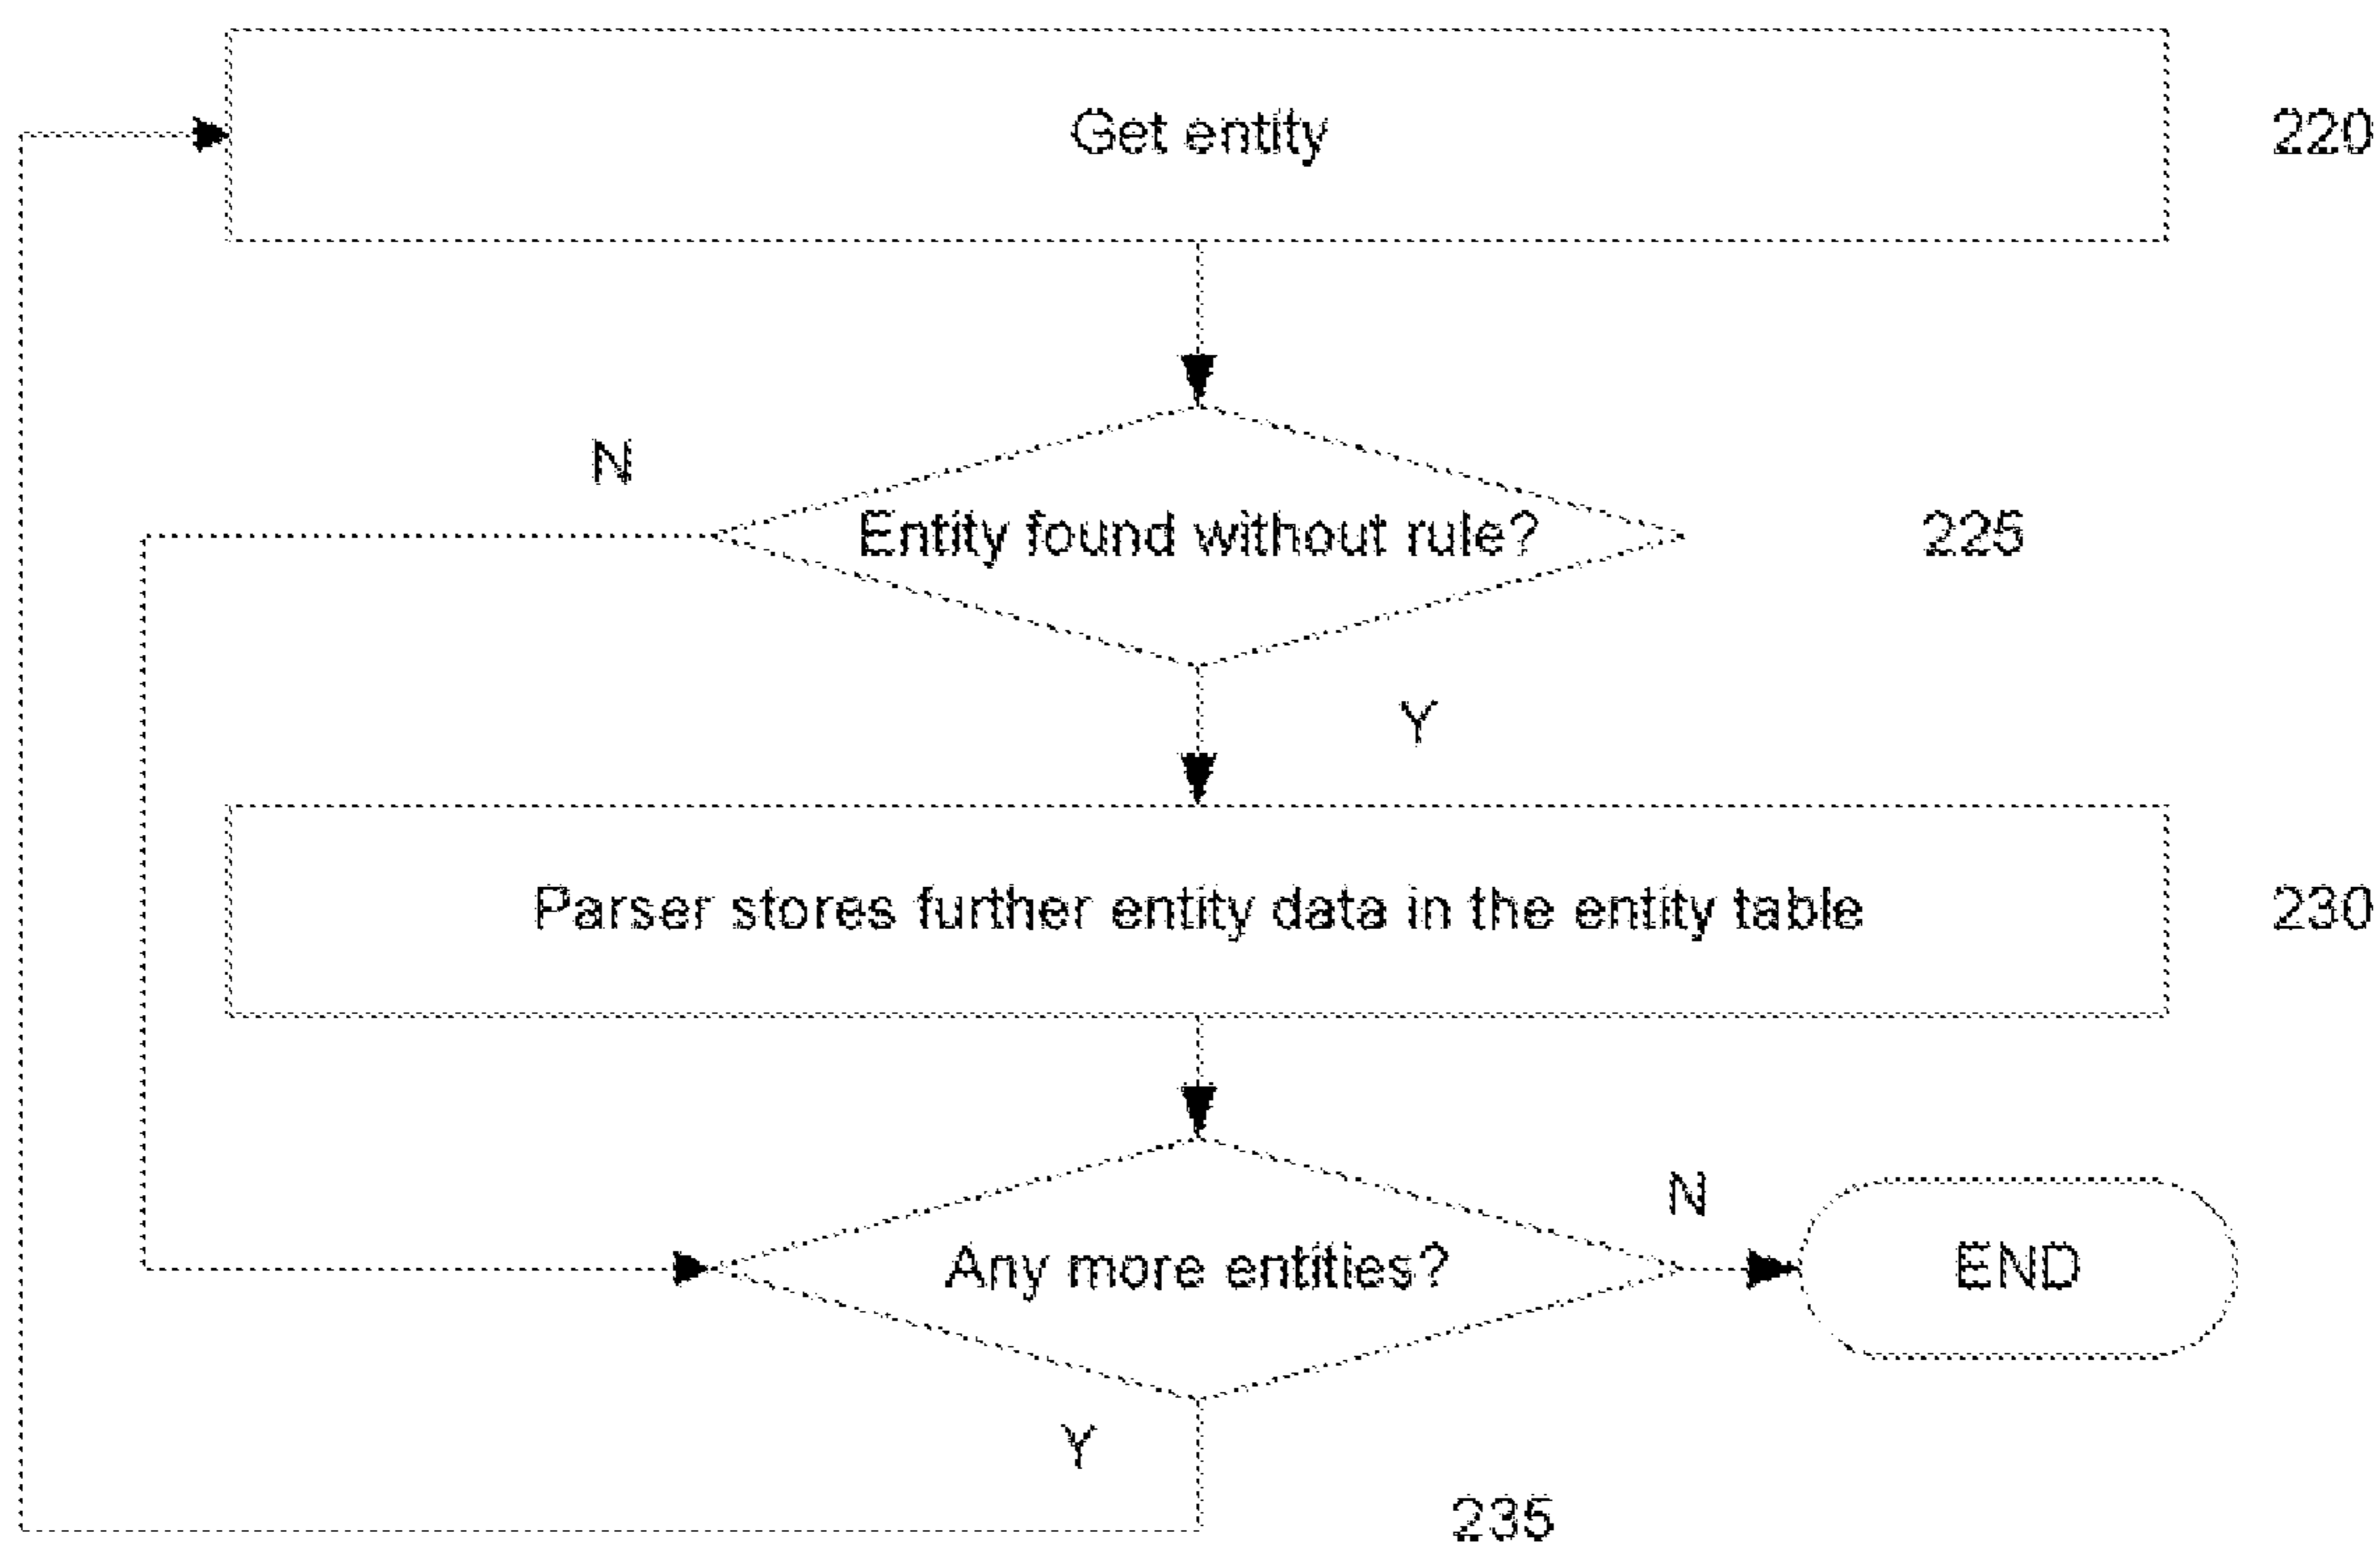 Get entity
220
N
Entity found without rule?
225
Y
Parser stores further entity data in the entity table
230
N
Any more entities?
END
Y
235